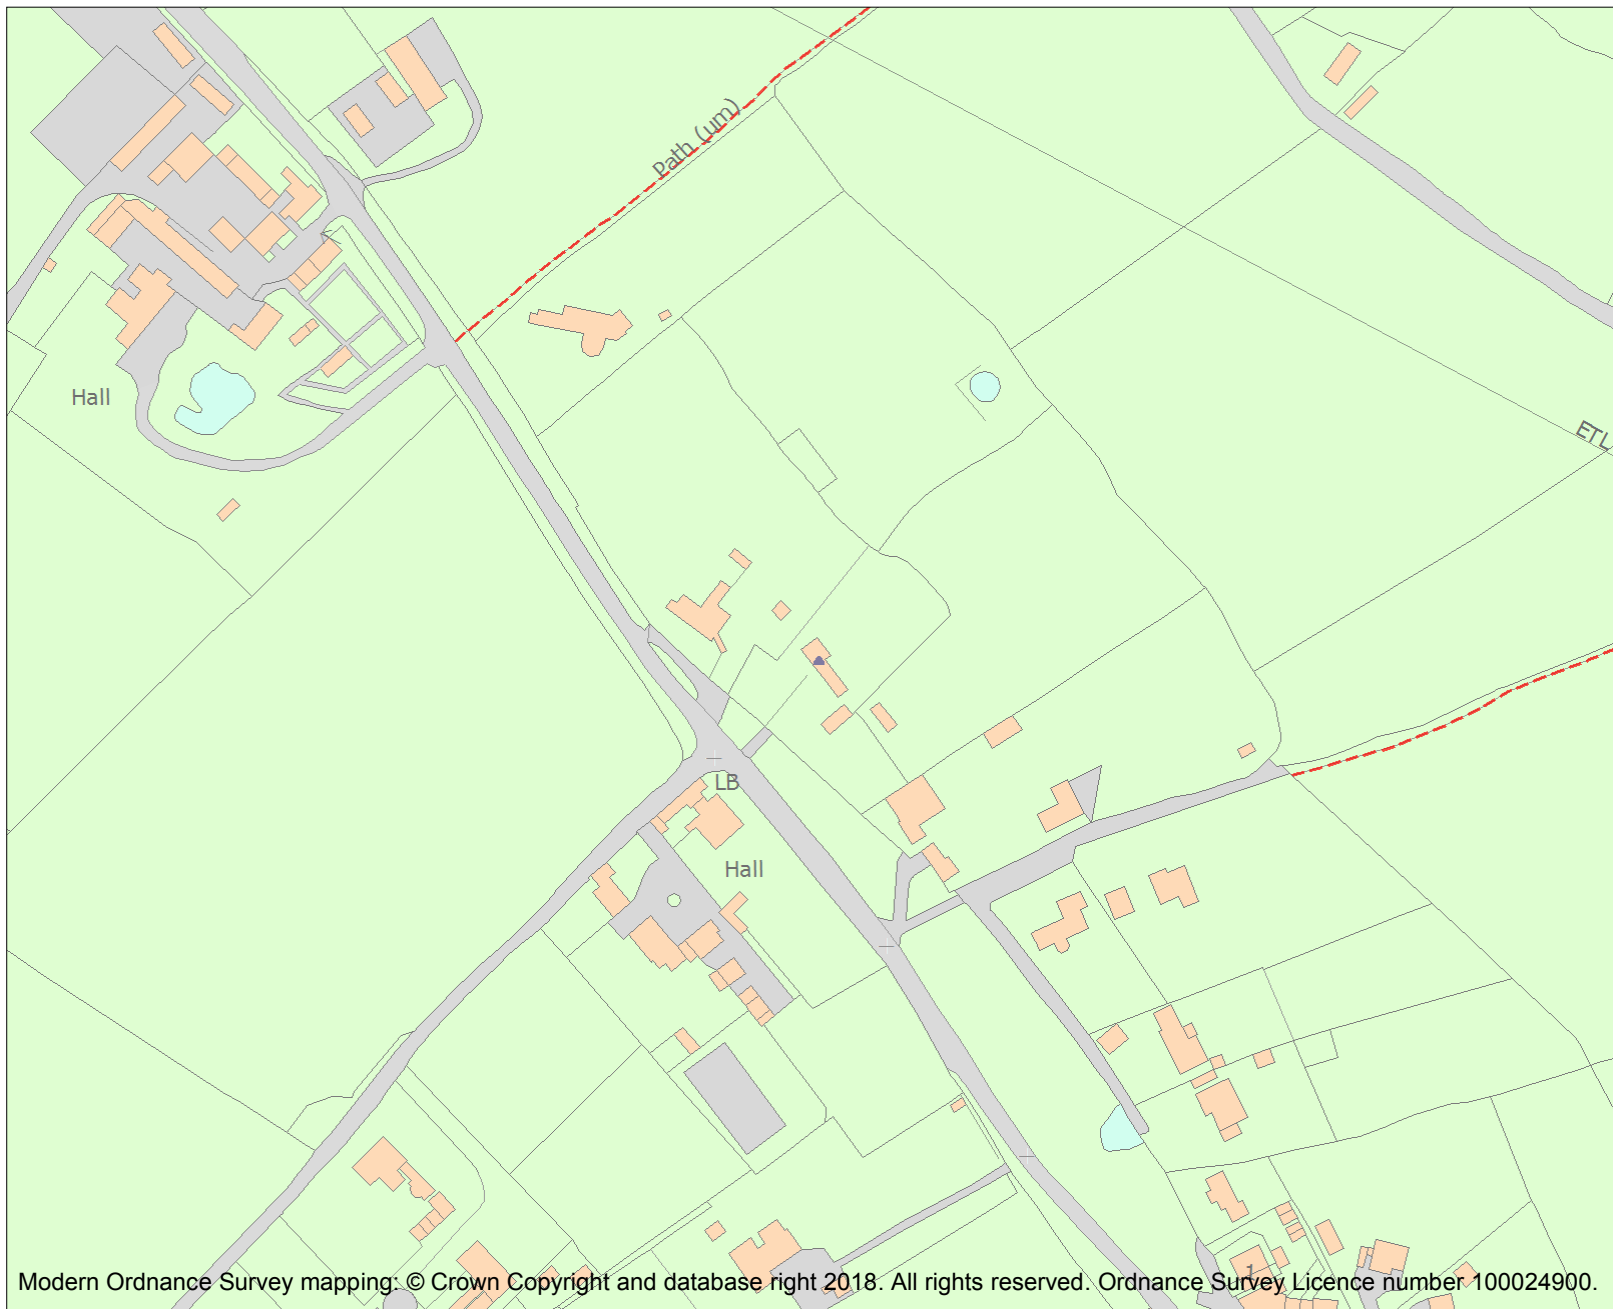 Path (um)
Hall
ETL
LB
Hall
1
Modern Ordnance Survey mapping: © Crown Copyright and database right 2018. All rights reserved. Ordnance Survey Licence number 100024900.